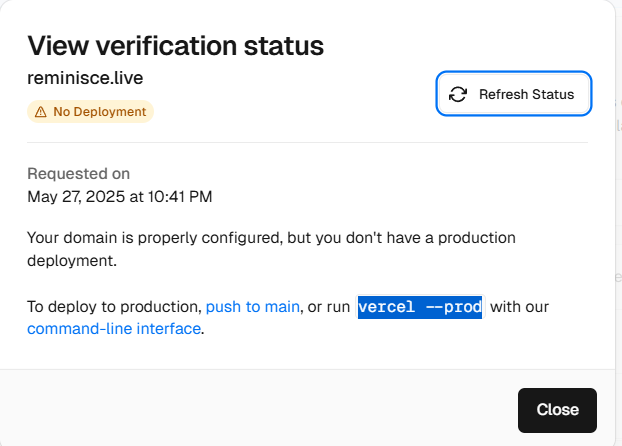 View verification status
reminisce.live
No Deployment
Refresh Status
Requested on
May 27, 2025 at 10:41 PM
Your domain is properly configured, but you don't have a production
deployment.
To deploy to production, push to main, or run vercel --prod with our
command-line interface.
Close